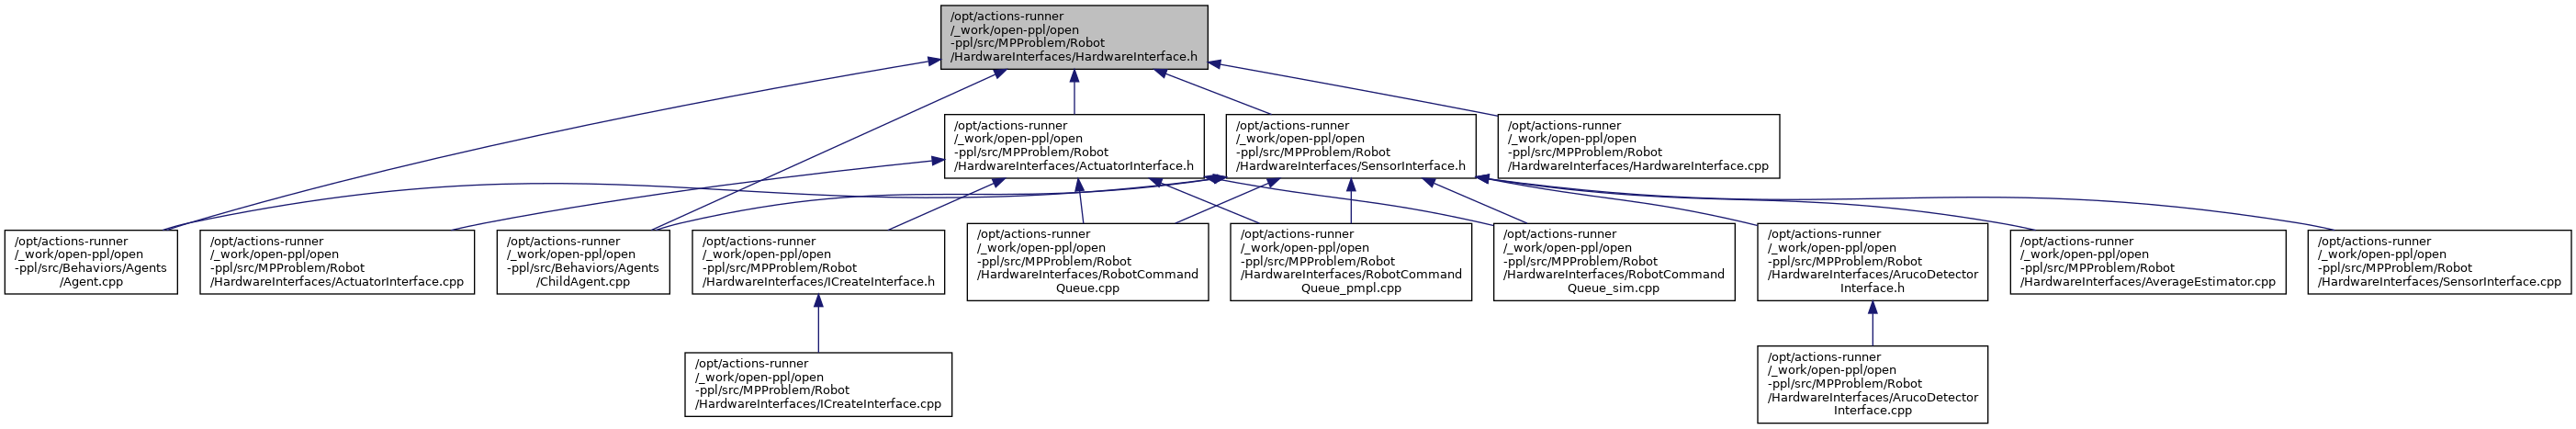 /opt/actions-runner
/_work/open-ppl/open
-ppl/src/MPProblem/Robot
/HardwareInterfaces/HardwareInterface.h
/opt/actions-runner
/_work/open-ppl/open
-ppl/src/MPProblem/Robot
/HardwareInterfaces/ActuatorInterface.h
/opt/actions-runner
/_work/open-ppl/open
-ppl/src/MPProblem/Robot
/HardwareInterfaces/SensorInterface.h
/opt/actions-runner
/_work/open-ppl/open
-ppl/src/MPProblem/Robot
/HardwareInterfaces/HardwareInterface.cpp
/opt/actions-runner
/_work/open-ppl/open
-ppl/src/Behaviors/Agents
/Agent.cpp
/opt/actions-runner
/_work/open-ppl/open
-ppl/src/MPProblem/Robot
/HardwareInterfaces/ActuatorInterface.cpp
/opt/actions-runner
/_work/open-ppl/open
-ppl/src/Behaviors/Agents
/ChildAgent.cpp
/opt/actions-runner
/_work/open-ppl/open
-ppl/src/MPProblem/Robot
/HardwareInterfaces/ICreateInterface.h
/opt/actions-runner
/_work/open-ppl/open
-ppl/src/MPProblem/Robot
/HardwareInterfaces/RobotCommand
Queue.cpp
/opt/actions-runner
/_work/open-ppl/open
-ppl/src/MPProblem/Robot
/HardwareInterfaces/RobotCommand
Queue_pmpl.cpp
/opt/actions-runner
/_work/open-ppl/open
-ppl/src/MPProblem/Robot
/HardwareInterfaces/RobotCommand
Queue_sim.cpp
/opt/actions-runner
/_work/open-ppl/open
-ppl/src/MPProblem/Robot
/HardwareInterfaces/ArucoDetector
Interface.h
/opt/actions-runner
/_work/open-ppl/open
-ppl/src/MPProblem/Robot
/HardwareInterfaces/AverageEstimator.cpp
/opt/actions-runner
/_work/open-ppl/open
-ppl/src/MPProblem/Robot
/HardwareInterfaces/SensorInterface.cpp
/opt/actions-runner
/_work/open-ppl/open
-ppl/src/MPProblem/Robot
/HardwareInterfaces/ICreateInterface.cpp
/opt/actions-runner
/_work/open-ppl/open
-ppl/src/MPProblem/Robot
/HardwareInterfaces/ArucoDetector
Interface.cpp